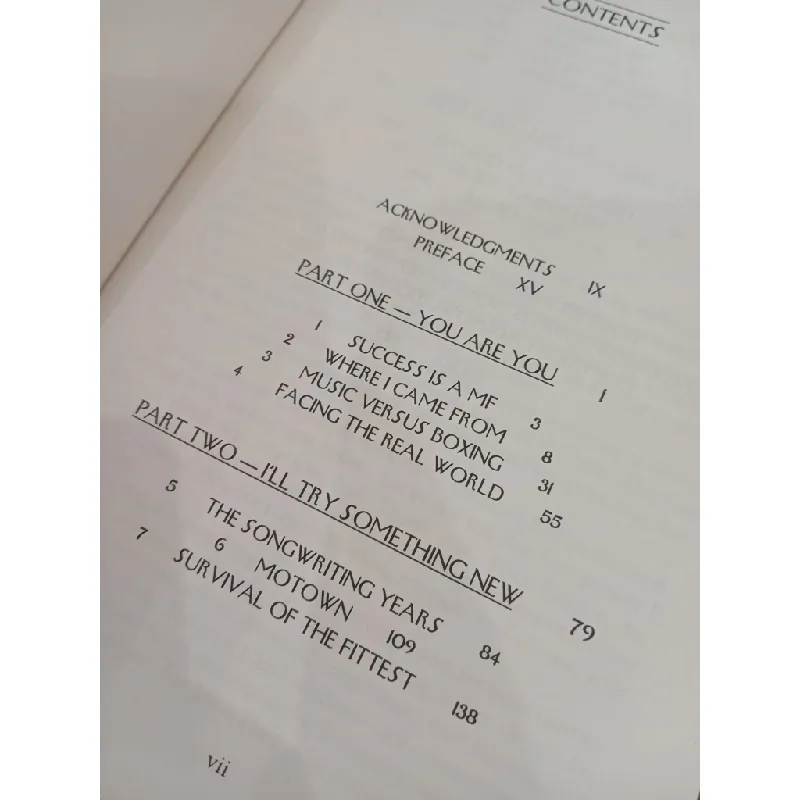 CONTENTS
ACKNOWLEDGMENTS IX
PREFACE XV
PART ONE — YOU ARE YOU 1
1 SUCCESS IS A MF 3
2 WHERE I CAME FROM 8
3 MUSIC VERSUS BOXING 31
4 FACING THE REAL WORLD 55
PART TWO — I'LL TRY SOMETHING NEW 79
5 THE SONGWRITING YEARS 84
6 MOTOWN 109
7 SURVIVAL OF THE FITTEST 138
vii